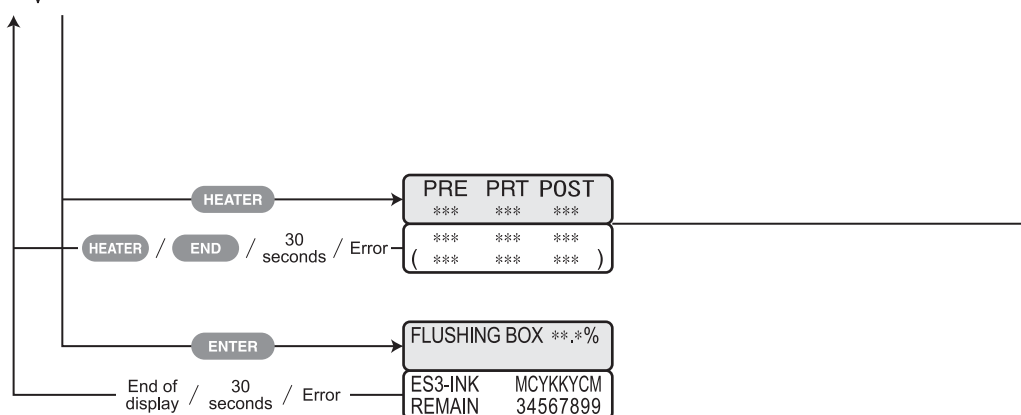 HEATER
PRE PRT POST
*** *** ***
HEATER / END / 30 seconds / Error
*** *** ***
( *** *** *** )
ENTER
FLUSHING BOX **.*%
End of display / 30 seconds / Error
ES3-INK MCYKKYCM
REMAIN 34567899